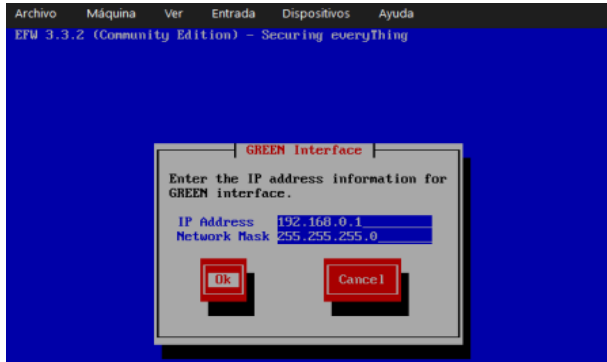 Archivo Máquina Ver Entrada Dispositivos Ayuda
EFW 3.3.2 (Community Edition) - Securing everyThing
GREEN Interface
Enter the IP address information for
GREEN interface.
IP Address 192.168.0.1
Network Mask 255.255.255.0
Ok Cancel